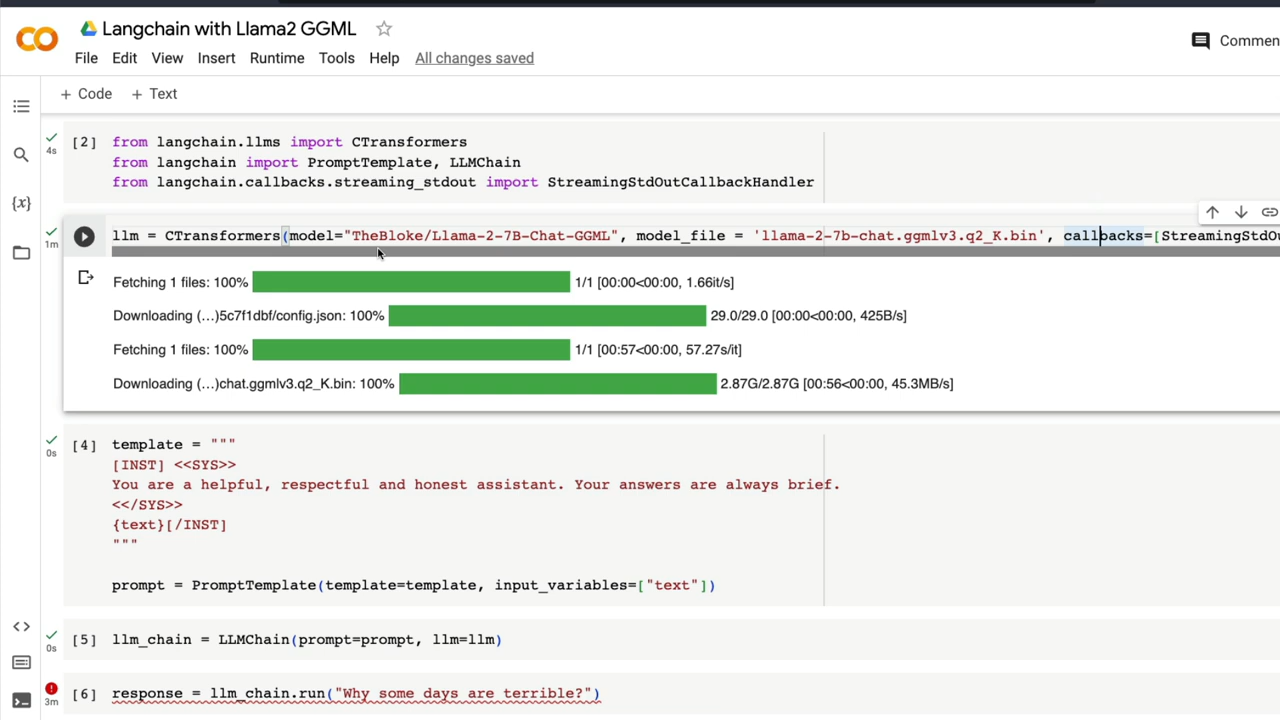 Langchain with Llama2 GGML
Commen
File Edit View Insert Runtime Tools Help All changes saved
+ Code + Text
4s
[2] from langchain.llms import CTransformers
from langchain import PromptTemplate, LLMChain
from langchain.callbacks.streaming_stdout import StreamingStdOutCallbackHandler
{x}
1m
llm = CTransformers(model="TheBloke/Llama-2-7B-Chat-GGML", model_file = 'llama-2-7b-chat.ggmlv3.q2_K.bin', callbacks=[StreamingStdOu
Fetching 1 files: 100% 1/1 [00:00<00:00, 1.66it/s]
Downloading (…)5c7f1dbf/config.json: 100% 29.0/29.0 [00:00<00:00, 425B/s]
Fetching 1 files: 100% 1/1 [00:57<00:00, 57.27s/it]
Downloading (…)chat.ggmlv3.q2_K.bin: 100% 2.87G/2.87G [00:56<00:00, 45.3MB/s]
0s
[4] template = """
[INST] <<SYS>>
You are a helpful, respectful and honest assistant. Your answers are always brief.
<</SYS>>
{text}[/INST]
"""
prompt = PromptTemplate(template=template, input_variables=["text"])
0s
[5] llm_chain = LLMChain(prompt=prompt, llm=llm)
3m
[6] response = llm_chain.run("Why some days are terrible?")